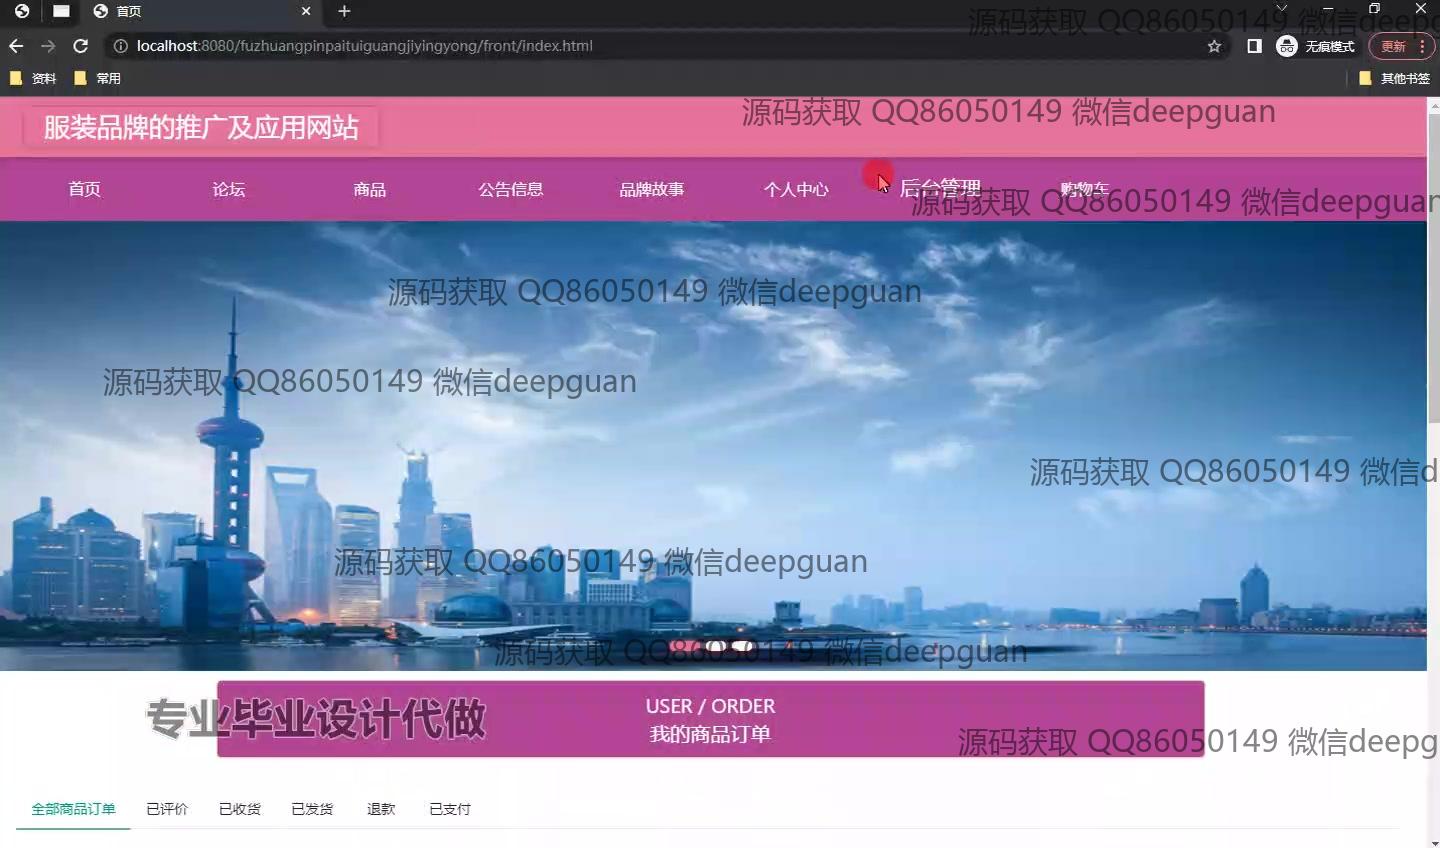 首页
localhost:8080/fuzhuangpinpaituiguangjiyingyong/front/index.html
无痕模式
更新
资料
常用
其他书签
源码获取 QQ86050149 微信deepg
服装品牌的推广及应用网站
源码获取 QQ86050149 微信deepguan
首页
论坛
商品
公告信息
品牌故事
个人中心
后台管理
购物车
源码获取 QQ86050149 微信deepguan
源码获取 QQ86050149 微信deepguan
源码获取 QQ86050149 微信deepguan
源码获取 QQ86050149 微信d
源码获取 QQ86050149 微信deepguan
源码获取 QQ86050149 微信deepguan
专业毕业设计代做
USER / ORDER
我的商品订单
源码获取 QQ86050149 微信deepg
全部商品订单
已评价
已收货
已发货
退款
已支付